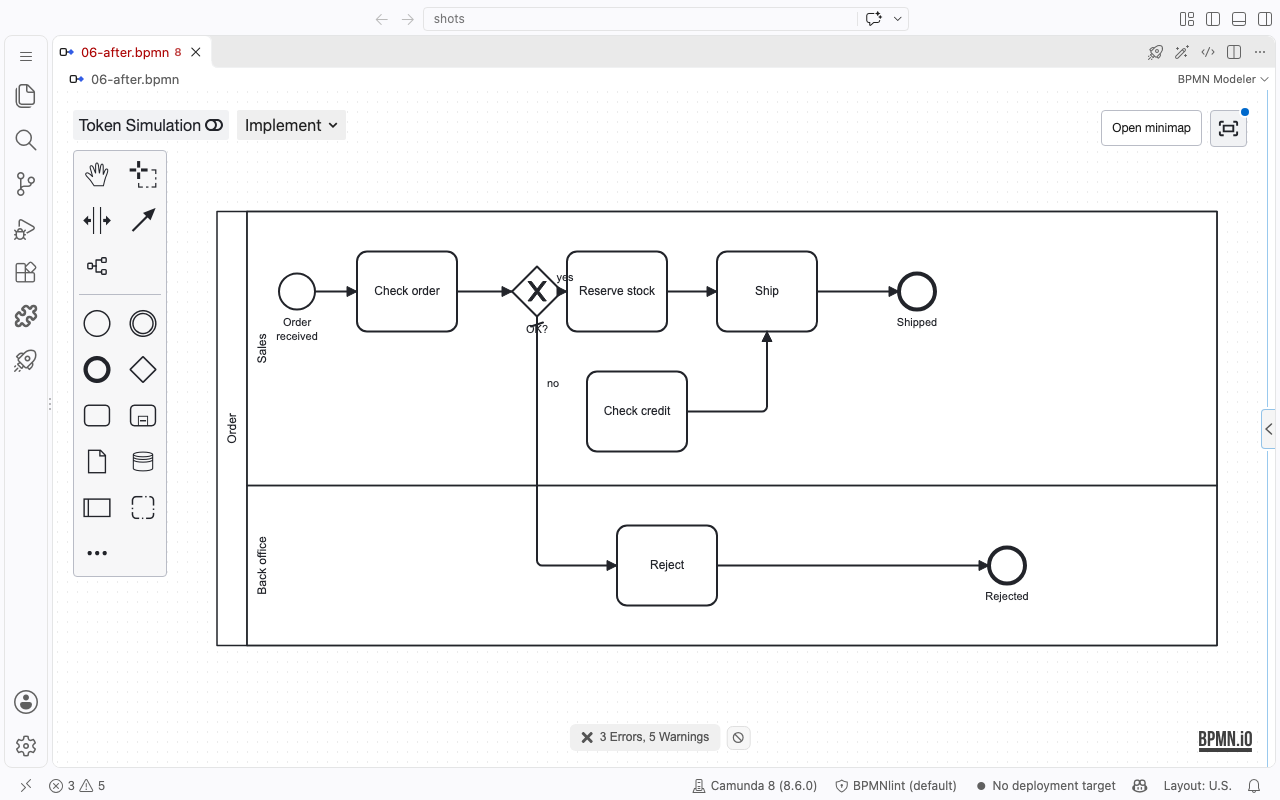 shots
06-after.bpmn 8
06-after.bpmn
BPMN Modeler
Token Simulation
Implement
Open minimap
Order
Sales
Back office
Order
received
Check order
OK?
yes
no
Reserve stock
Ship
Shipped
Check credit
Reject
Rejected
3 Errors, 5 Warnings
BPMN.iO
3 5
Camunda 8 (8.6.0)
BPMNlint (default)
No deployment target
Layout: U.S.